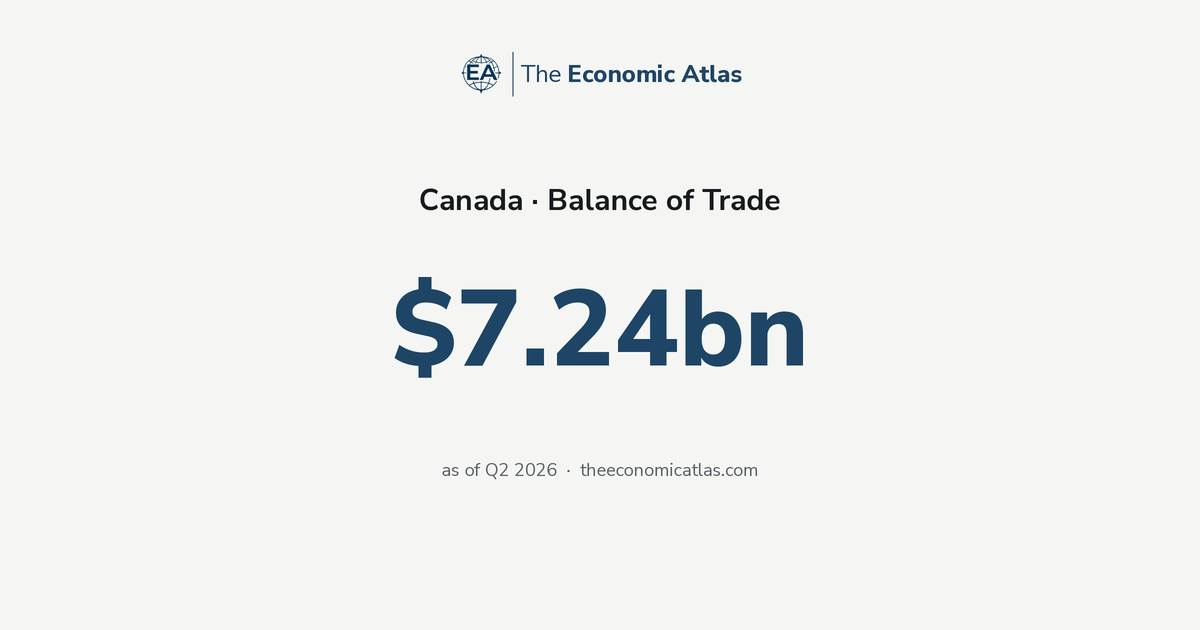 EA The Economic Atlas
Canada · Balance of Trade
$7.24bn
as of Q2 2026 · theeconomicatlas.com